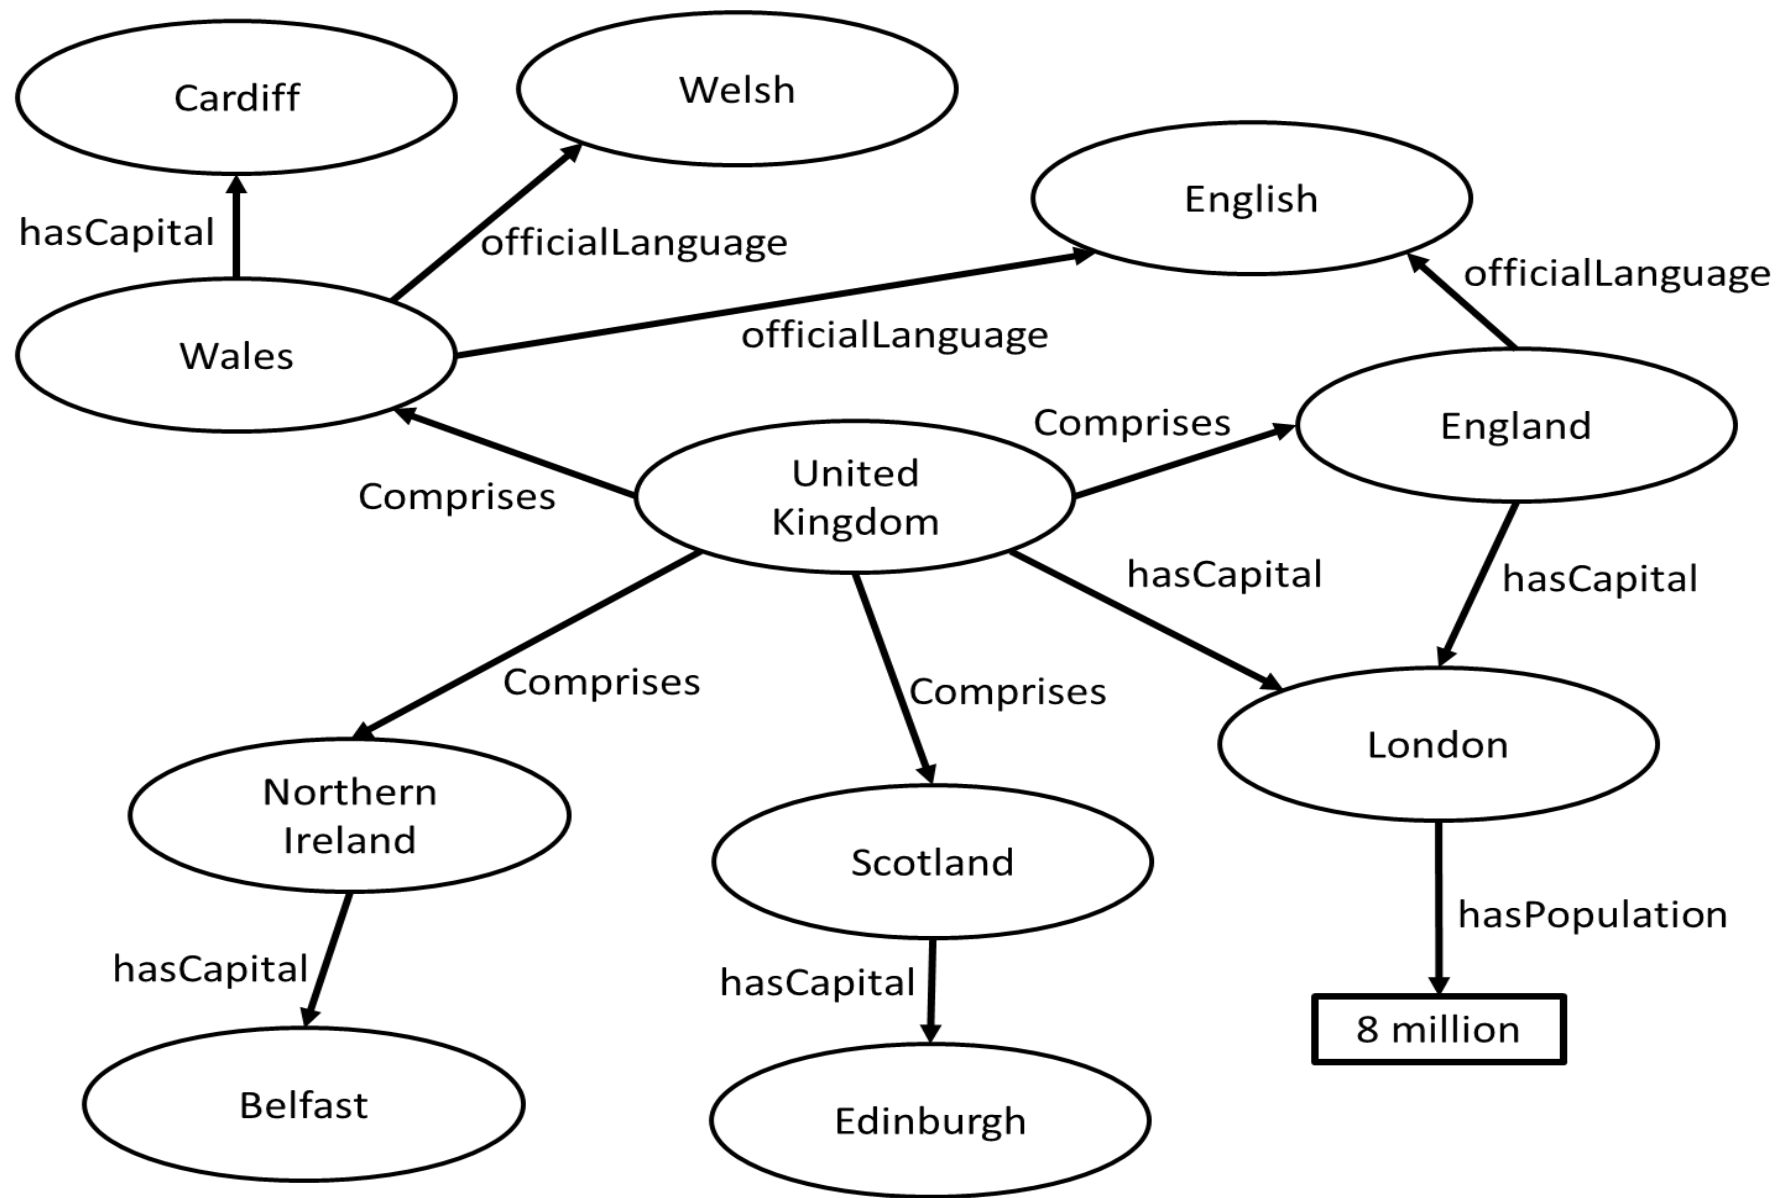 Cardiff
Welsh
English
hasCapital
officialLanguage
officialLanguage
officialLanguage
Wales
England
Comprises
Comprises
United
Kingdom
hasCapital
hasCapital
Comprises
Comprises
London
Northern
Ireland
Scotland
hasPopulation
hasCapital
hasCapital
8 million
Belfast
Edinburgh